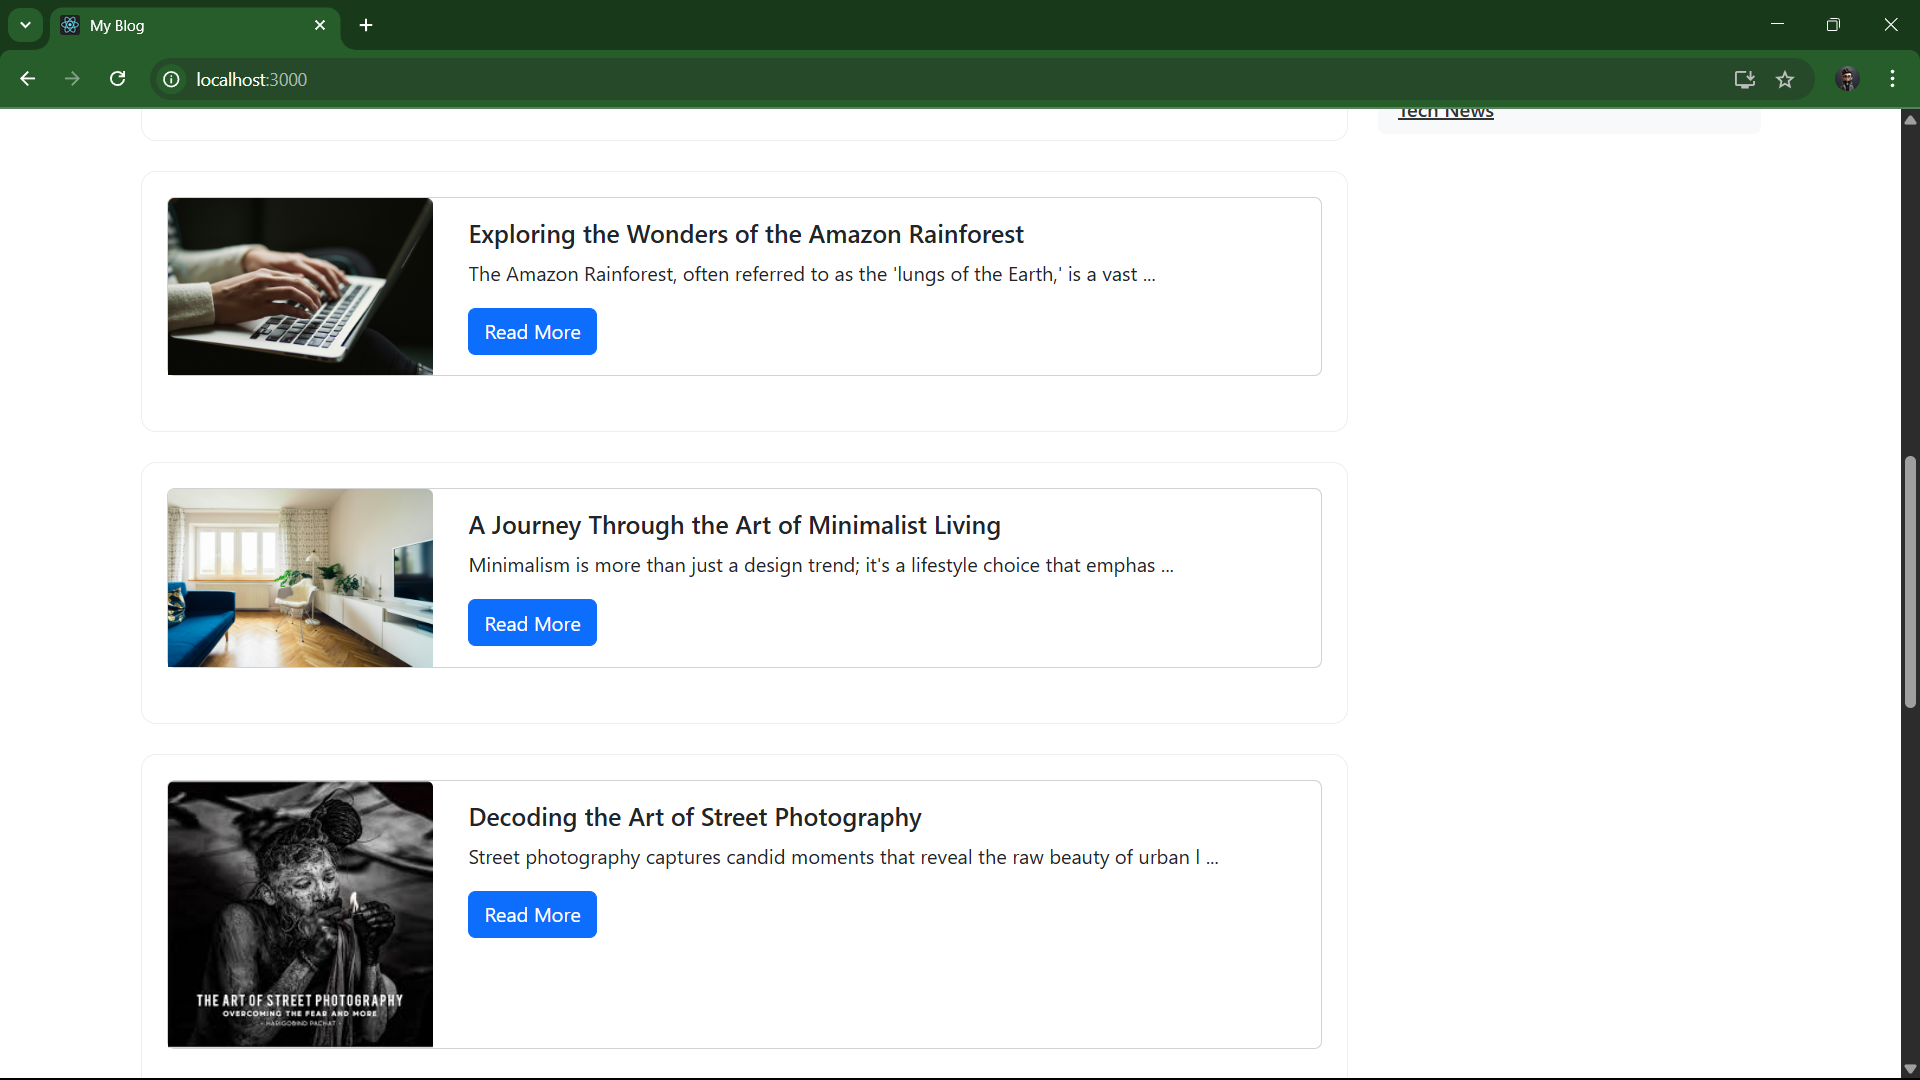 My Blog
localhost:3000
Tech News
Exploring the Wonders of the Amazon Rainforest
The Amazon Rainforest, often referred to as the 'lungs of the Earth,' is a vast ...
Read More
A Journey Through the Art of Minimalist Living
Minimalism is more than just a design trend; it's a lifestyle choice that emphas ...
Read More
Decoding the Art of Street Photography
Street photography captures candid moments that reveal the raw beauty of urban l ...
Read More
THE ART OF STREET PHOTOGRAPHY
OVERCOMING THE FEAR AND MORE
- HARIGOBIND PACHAT -